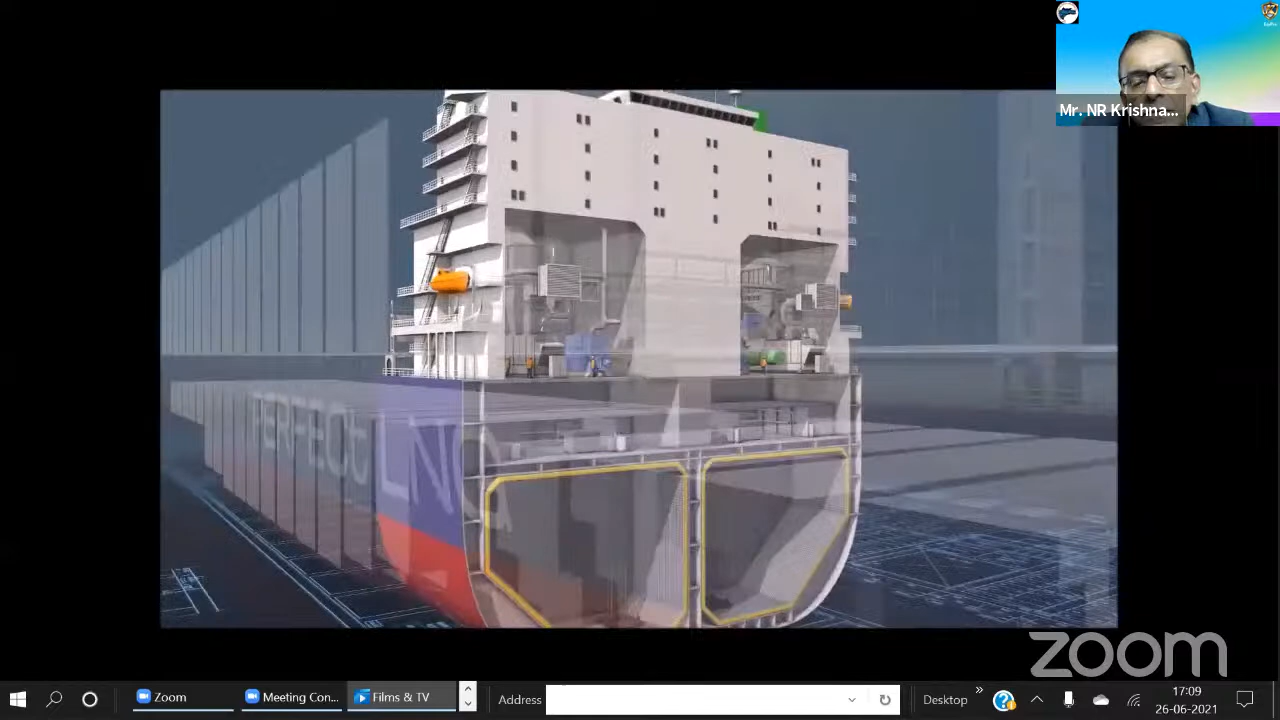 Mr. NR Krishna...
PERFECt
LNG
zoom
Zoom
Meeting Con...
Films & TV
Address
Desktop
17:09
26-06-2021